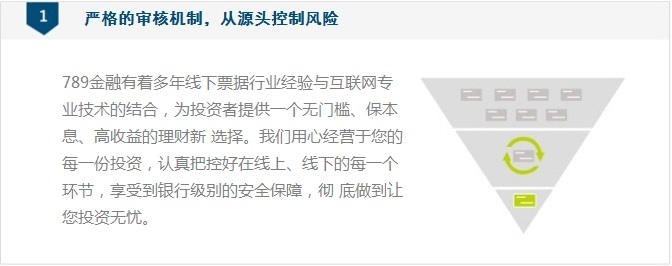 1
严格的审核机制，从源头控制风险
789金融有着多年线下票据行业经验与互联网专
业技术的结合，为投资者提供一个无门槛、保本
息、高收益的理财新 选择。我们用心经营于您的
每一份投资，认真把控好在线上、线下的每一个
环节，享受到银行级别的安全保障，彻 底做到让
您投资无忧。